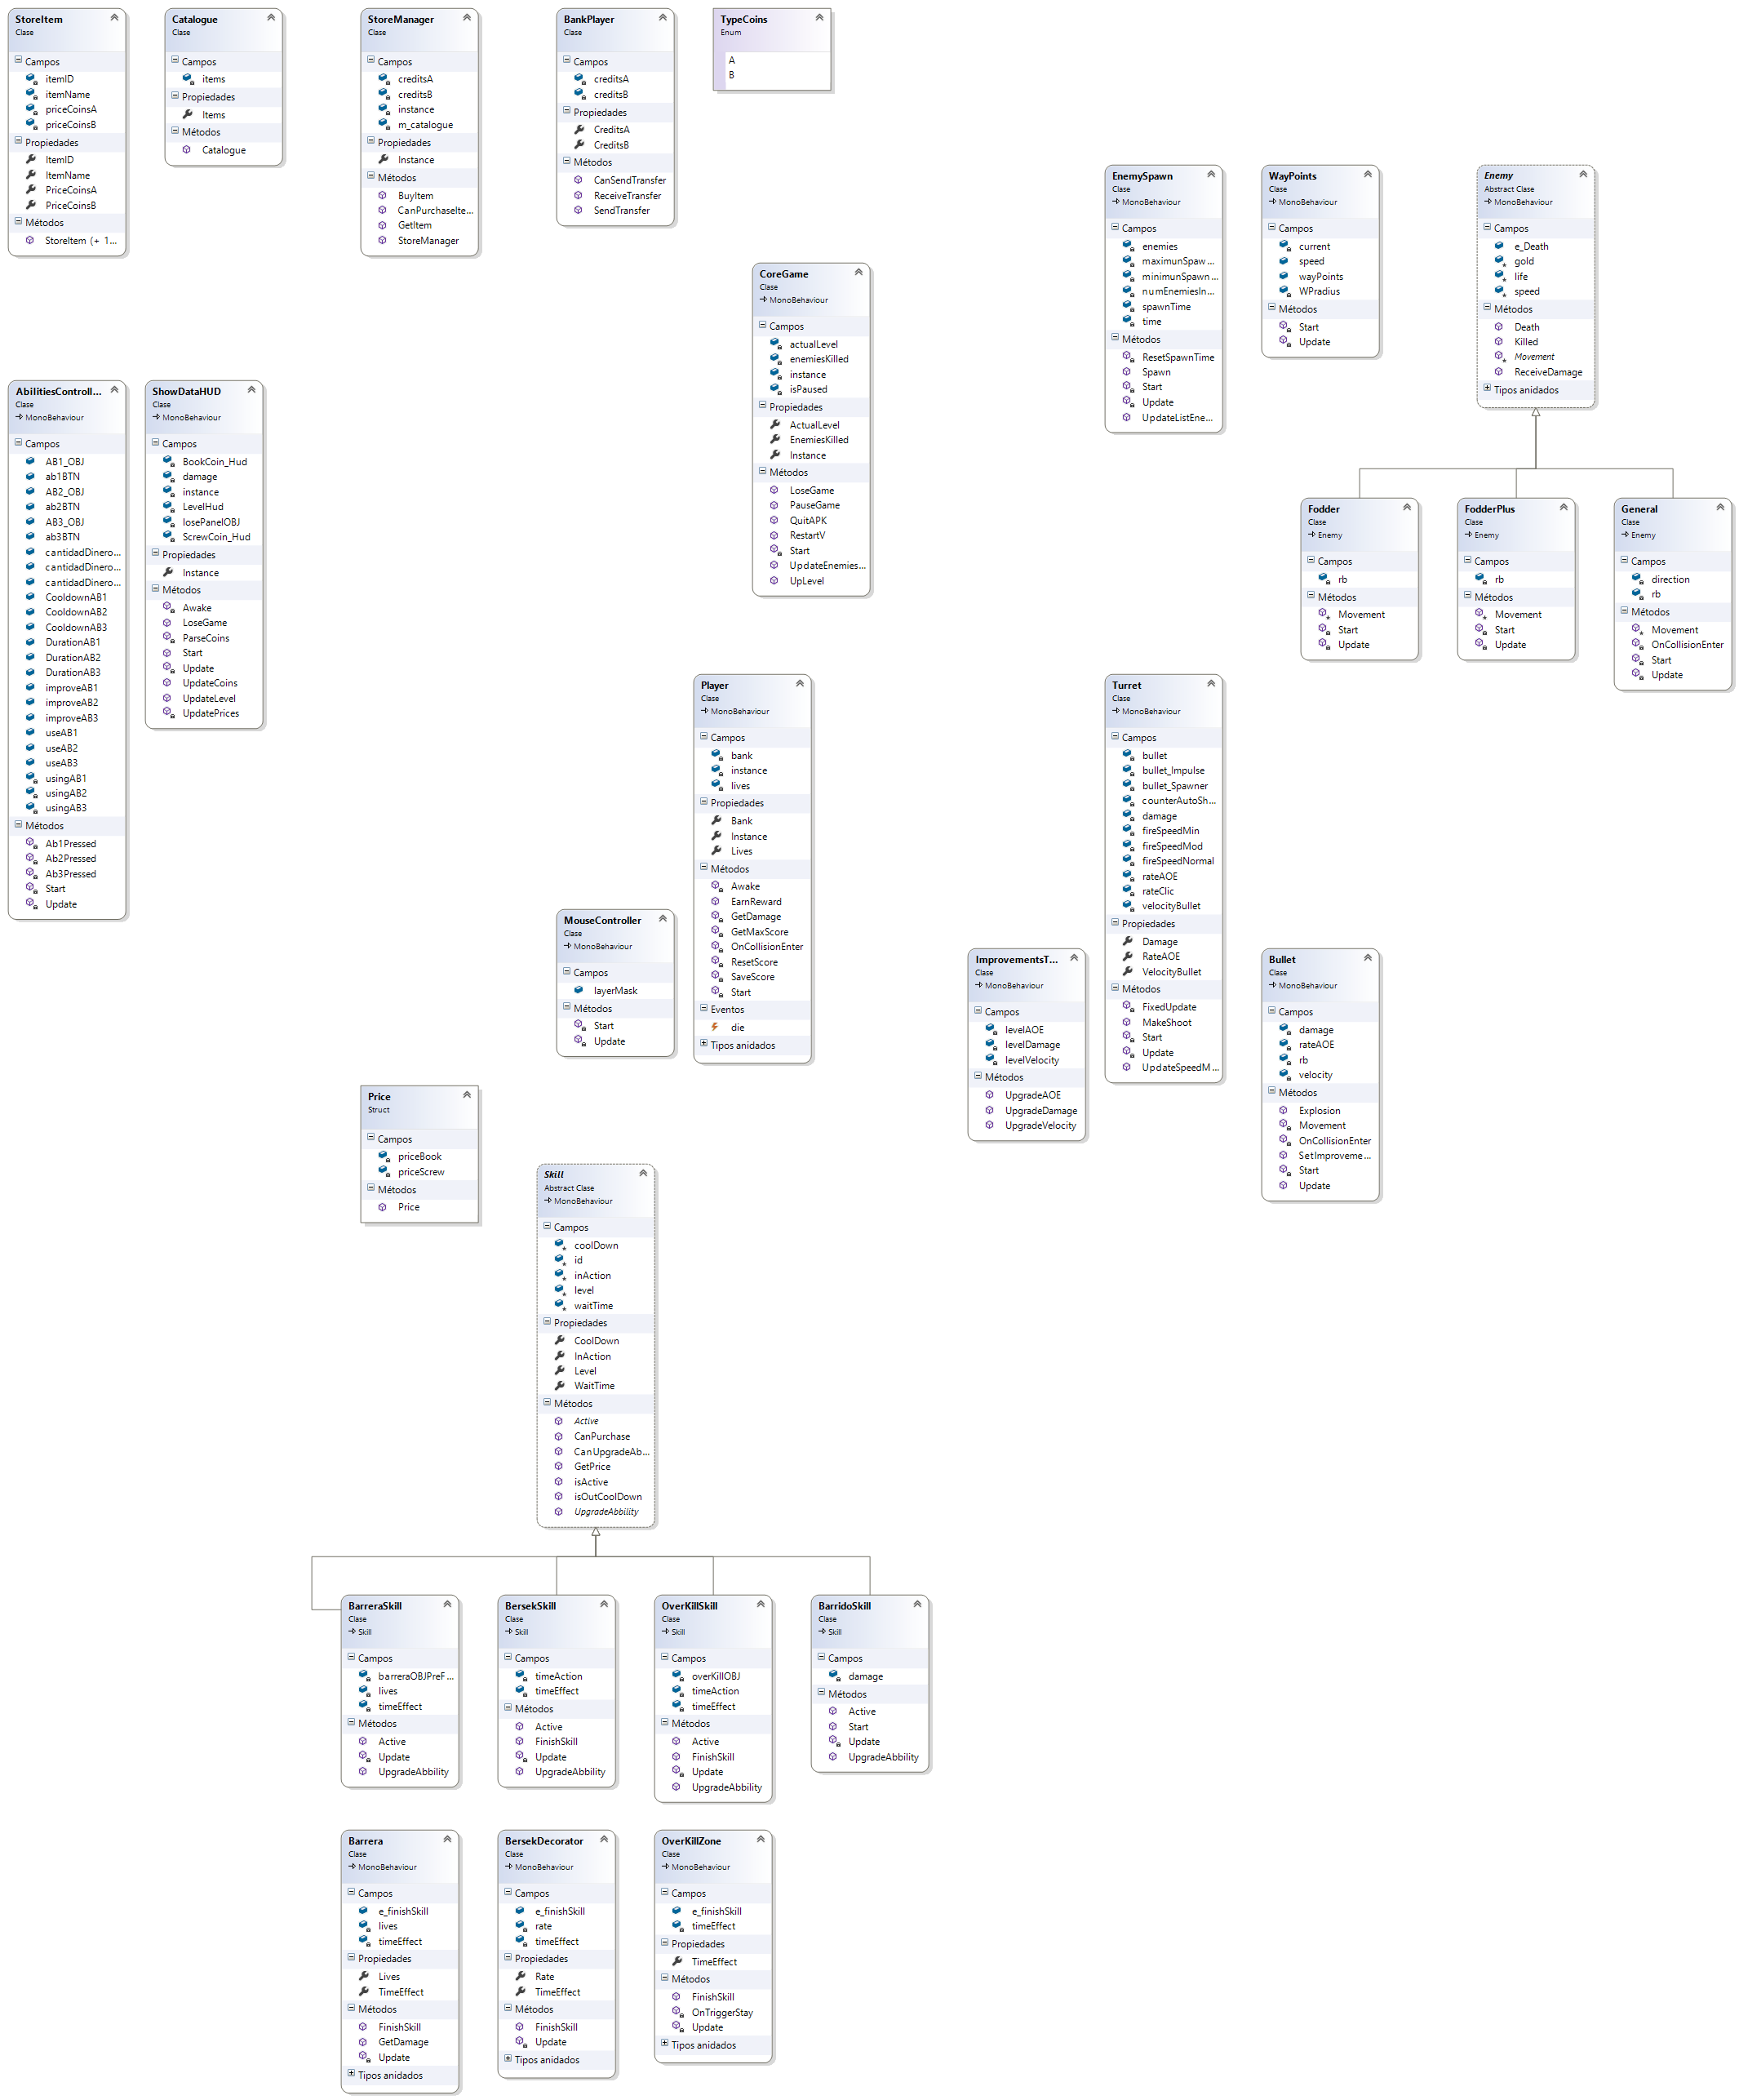 StoreItem
Clase
Campos
itemID
itemName
priceCoinsA
priceCoinsB
Propiedades
ItemID
ItemName
PriceCoinsA
PriceCoinsB
Métodos
StoreItem (+ 1...
Catalogue
Clase
Campos
items
Propiedades
Items
Métodos
Catalogue
StoreManager
Clase
Campos
creditsA
creditsB
instance
m_catalogue
Propiedades
Instance
Métodos
BuyItem
CanPurchaseIte...
GetItem
StoreManager
BankPlayer
Clase
Campos
creditsA
creditsB
Propiedades
CreditsA
CreditsB
Métodos
CanSendTransfer
ReceiveTransfer
SendTransfer
TypeCoins
Enum
A
B
EnemySpawn
Clase
MonoBehaviour
Campos
enemies
maximunSpaw...
minimunSpawn...
numEnemiesIn...
spawnTime
time
Métodos
ResetSpawnTime
Spawn
Start
Update
UpdateListEne...
WayPoints
Clase
MonoBehaviour
Campos
current
speed
wayPoints
WPradius
Métodos
Start
Update
Enemy
Abstract Clase
MonoBehaviour
Campos
e_Death
gold
life
speed
Métodos
Death
Killed
Movement
ReceiveDamage
Tipos anidados
CoreGame
Clase
MonoBehaviour
Campos
actualLevel
enemiesKilled
instance
isPaused
Propiedades
ActualLevel
EnemiesKilled
Instance
Métodos
LoseGame
PauseGame
QuitAPK
RestartV
Start
UpdateEnemies...
UpLevel
AbilitiesControll...
Clase
MonoBehaviour
Campos
AB1_OBJ
ab1BTN
AB2_OBJ
ab2BTN
AB3_OBJ
ab3BTN
cantidadDinero...
cantidadDinero...
cantidadDinero...
CooldownAB1
CooldownAB2
CooldownAB3
DurationAB1
DurationAB2
DurationAB3
improveAB1
improveAB2
improveAB3
useAB1
useAB2
useAB3
usingAB1
usingAB2
usingAB3
Métodos
Ab1Pressed
Ab2Pressed
Ab3Pressed
Start
Update
ShowDataHUD
Clase
MonoBehaviour
Campos
BookCoin_Hud
damage
instance
LevelHud
losePanelOBJ
ScrewCoin_Hud
Propiedades
Instance
Métodos
Awake
LoseGame
ParseCoins
Start
Update
UpdateCoins
UpdateLevel
UpdatePrices
Fodder
Clase
Enemy
Campos
rb
Métodos
Movement
Start
Update
FodderPlus
Clase
Enemy
Campos
rb
Métodos
Movement
Start
Update
General
Clase
Enemy
Campos
direction
rb
Métodos
Movement
OnCollisionEnter
Start
Update
Player
Clase
MonoBehaviour
Campos
bank
instance
lives
Propiedades
Bank
Instance
Lives
Métodos
Awake
EarnReward
GetDamage
GetMaxScore
OnCollisionEnter
ResetScore
SaveScore
Start
Eventos
die
Tipos anidados
Turret
Clase
MonoBehaviour
Campos
bullet
bullet_Impulse
bullet_Spawner
counterAutoSh...
damage
fireSpeedMin
fireSpeedMod
fireSpeedNormal
rateAOE
rateClic
velocityBullet
Propiedades
Damage
RateAOE
VelocityBullet
Métodos
FixedUpdate
MakeShoot
Start
Update
UpdateSpeedM...
MouseController
Clase
MonoBehaviour
Campos
layerMask
Métodos
Start
Update
ImprovementsT...
Clase
MonoBehaviour
Campos
levelAOE
levelDamage
levelVelocity
Métodos
UpgradeAOE
UpgradeDamage
UpgradeVelocity
Bullet
Clase
MonoBehaviour
Campos
damage
rateAOE
rb
velocity
Métodos
Explosion
Movement
OnCollisionEnter
SetImproveme...
Start
Update
Price
Struct
Campos
priceBook
priceScrew
Métodos
Price
Skill
Abstract Clase
MonoBehaviour
Campos
coolDown
id
inAction
level
waitTime
Propiedades
CoolDown
InAction
Level
WaitTime
Métodos
Active
CanPurchase
CanUpgradeAb...
GetPrice
isActive
isOutCoolDown
UpgradeAbbility
BarreraSkill
Clase
Skill
Campos
barreraOBJPreF...
lives
timeEffect
Métodos
Active
Update
UpgradeAbbility
BersekSkill
Clase
Skill
Campos
timeAction
timeEffect
Métodos
Active
FinishSkill
Update
UpgradeAbbility
OverKillSkill
Clase
Skill
Campos
overKillOBJ
timeAction
timeEffect
Métodos
Active
FinishSkill
Update
UpgradeAbbility
BarridoSkill
Clase
Skill
Campos
damage
Métodos
Active
Start
Update
UpgradeAbbility
Barrera
Clase
MonoBehaviour
Campos
e_finishSkill
lives
timeEffect
Propiedades
Lives
TimeEffect
Métodos
FinishSkill
GetDamage
Update
Tipos anidados
BersekDecorator
Clase
MonoBehaviour
Campos
e_finishSkill
rate
timeEffect
Propiedades
Rate
TimeEffect
Métodos
FinishSkill
Update
Tipos anidados
OverKillZone
Clase
MonoBehaviour
Campos
e_finishSkill
timeEffect
Propiedades
TimeEffect
Métodos
FinishSkill
OnTriggerStay
Update
Tipos anidados